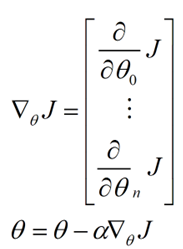 ∇_θ J = [ ∂/∂θ_0 J
⋮
∂/∂θ_n J ]
θ = θ − α∇_θ J